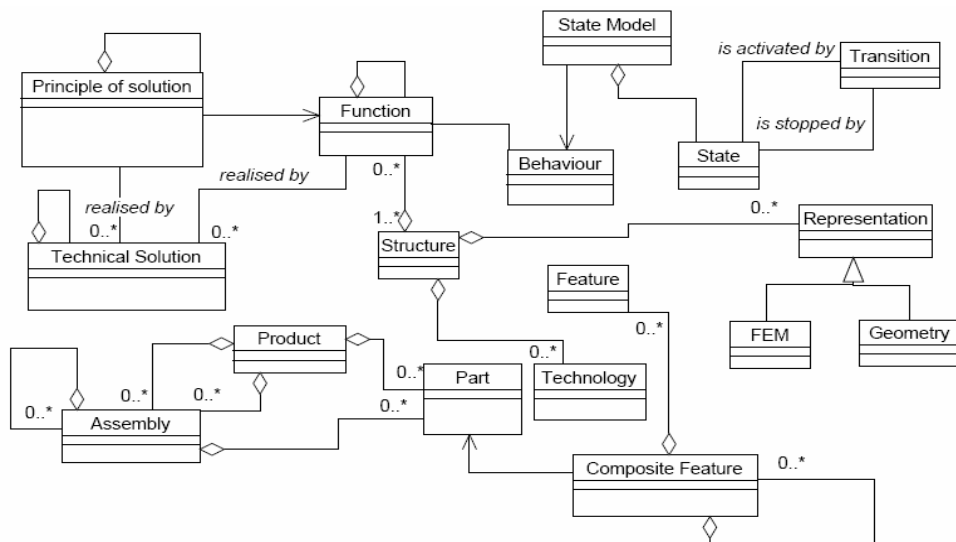 State Model
is activated by
Transition
Principle of solution
Function
is stopped by
Behaviour
State
realised by
0..*
realised by
0..*
0..*
1..*
0..*
Representation
Technical Solution
Structure
Feature
0..*
FEM
Geometry
Product
0..*
0..*
0..*
0..*
Part
Technology
0..*
0..*
Assembly
Composite Feature
0..*